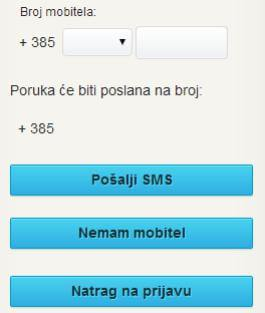 Broj mobitela:
+ 385
Poruka će biti poslana na broj:
+ 385
Pošalji SMS
Nemam mobitel
Natrag na prijavu